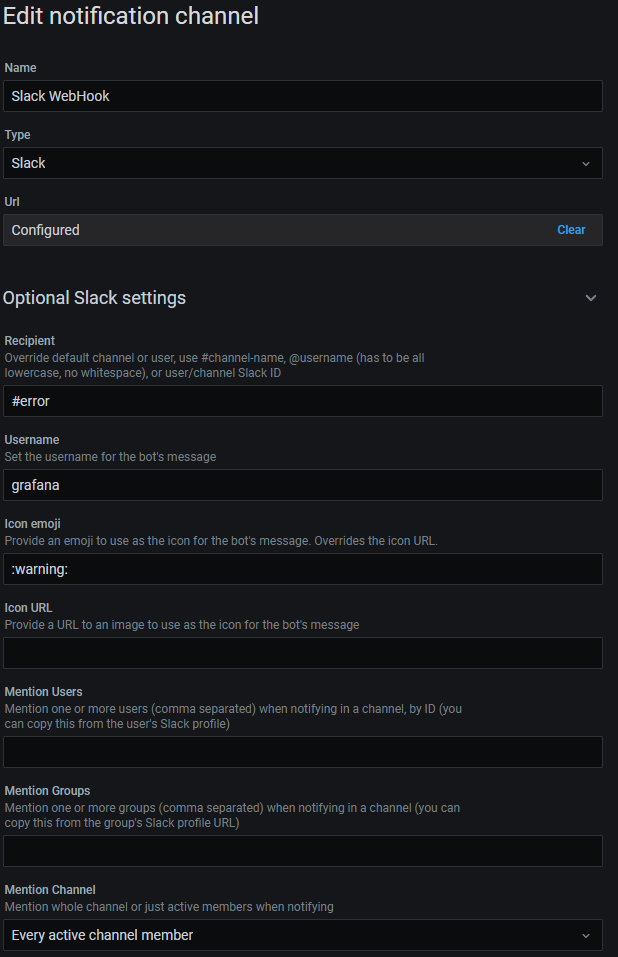 Edit notification channel
Name
Slack WebHook
Type
Slack
Url
Configured
Clear
Optional Slack settings
Recipient
Override default channel or user, use #channel-name, @username (has to be all
lowercase, no whitespace), or user/channel Slack ID
#error
Username
Set the username for the bot's message
grafana
Icon emoji
Provide an emoji to use as the icon for the bot's message. Overrides the icon URL.
:warning:
Icon URL
Provide a URL to an image to use as the icon for the bot's message
Mention Users
Mention one or more users (comma separated) when notifying in a channel, by ID (you
can copy this from the user's Slack profile)
Mention Groups
Mention one or more groups (comma separated) when notifying in a channel (you can
copy this from the group's Slack profile URL)
Mention Channel
Mention whole channel or just active members when notifying
Every active channel member